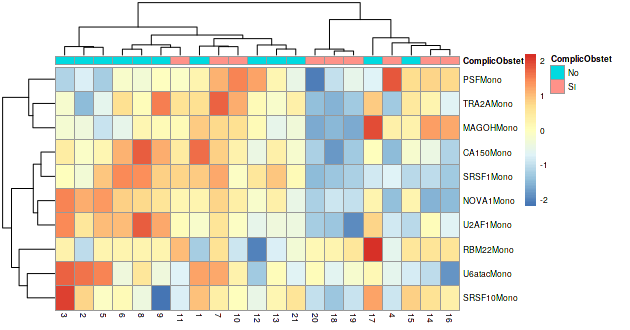 ComplicObstet
PSFMono
TRA2AMono
MAGOHMono
CA150Mono
SRSF1Mono
NOVA1Mono
U2AF1Mono
RBM22Mono
U6atacMono
SRSF10Mono
3 2 5 6 8 9 11 1 7 10 12 13 21 20 18 19 17 4 15 14 16
2
1
0
-1
-2
ComplicObstet
No
Si